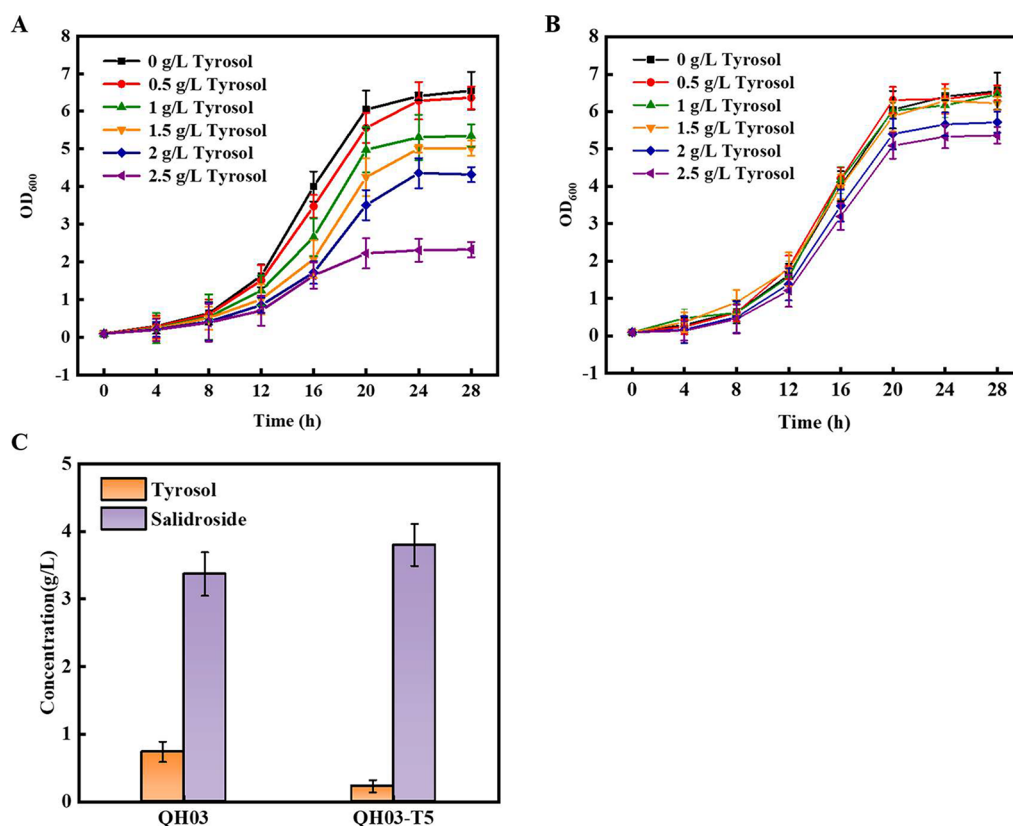 A
8
7
6
5
4
3
2
1
0
-1
OD600
0 g/L Tyrosol
0.5 g/L Tyrosol
1 g/L Tyrosol
1.5 g/L Tyrosol
2 g/L Tyrosol
2.5 g/L Tyrosol
0 4 8 12 16 20 24 28
Time (h)
B
8
7
6
5
4
3
2
1
0
-1
OD600
0 g/L Tyrosol
0.5 g/L Tyrosol
1 g/L Tyrosol
1.5 g/L Tyrosol
2 g/L Tyrosol
2.5 g/L Tyrosol
0 4 8 12 16 20 24 28
Time (h)
C
5
4
3
2
1
0
Concentration(g/L)
Tyrosol
Salidroside
QH03 QH03-T5